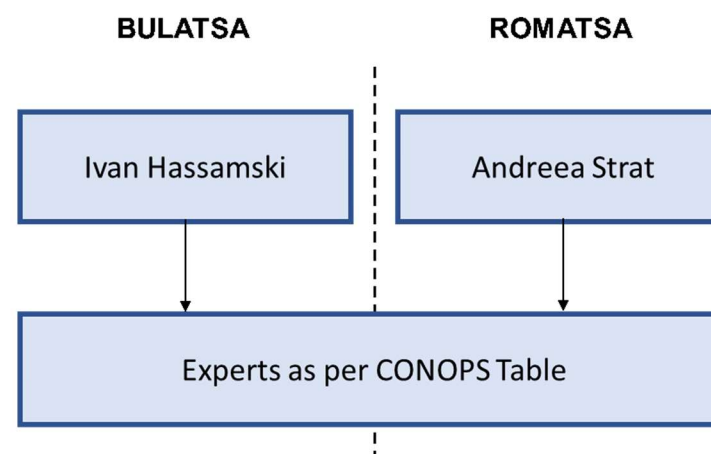 BULATSA
ROMATSA
Ivan Hassamski
Andreea Strat
Experts as per CONOPS Table